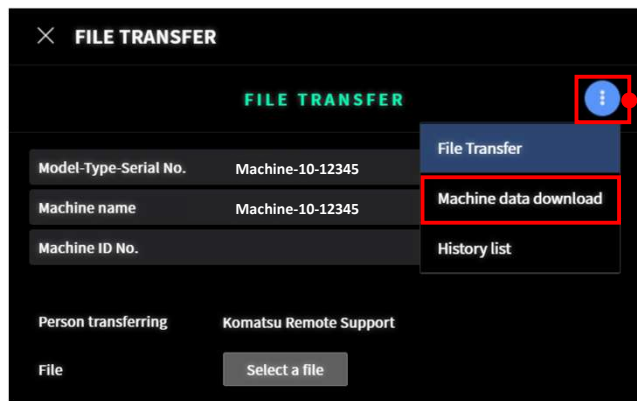 FILE TRANSFER
FILE TRANSFER
File Transfer
Model-Type-Serial No. Machine-10-12345
Machine data download
Machine name Machine-10-12345
Machine ID No.
History list
Person transferring Komatsu Remote Support
File Select a file